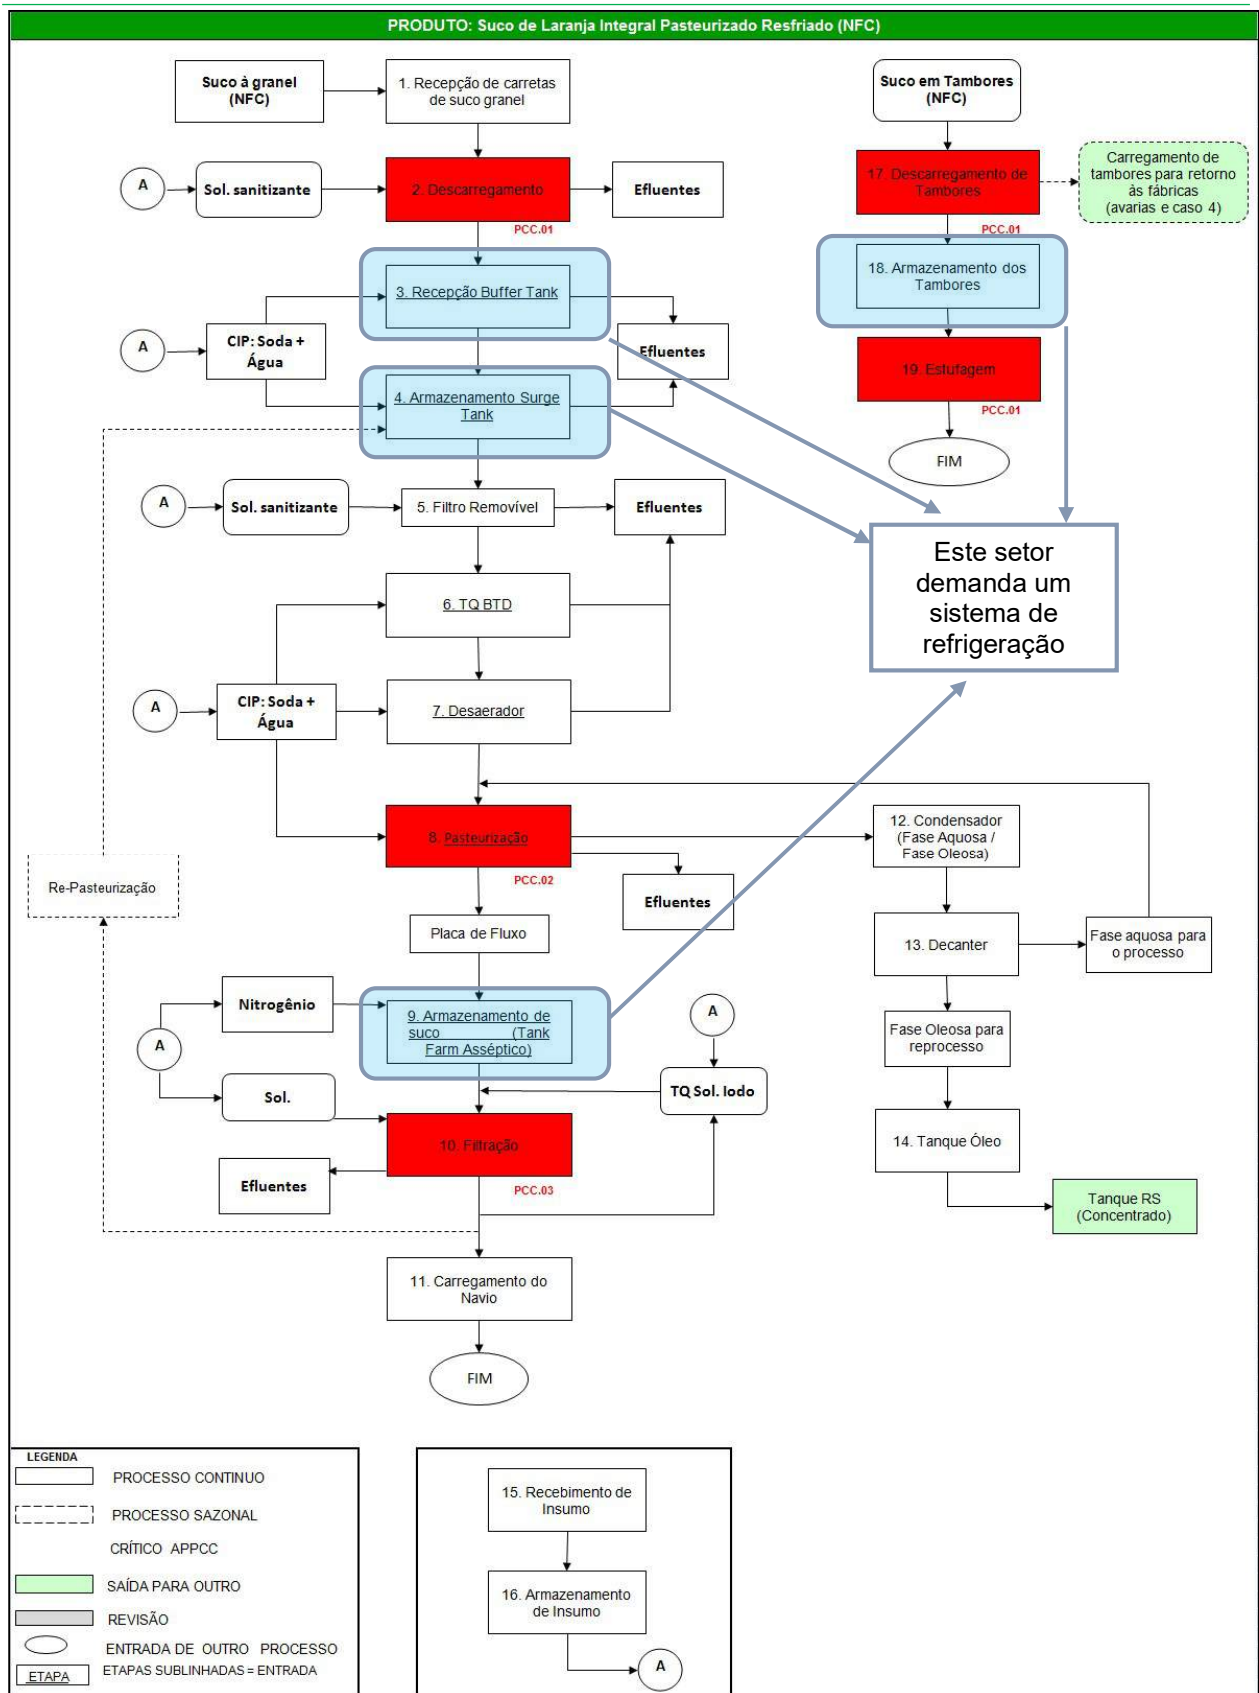 PRODUTO: Suco de Laranja Integral Pasteurizado Resfriado (NFC)
Suco à granel
(NFC)
1. Recepção de carretas
de suco granel
Suco em Tambores
(NFC)
A
Sol. sanitizante
2. Descarregamento
PCC.01
Efluentes
17. Descarregamento de
Tambores
PCC.01
Carregamento de
tambores para retorno
às fábricas
(avarias e caso 4)
3. Recepção Buffer Tank
18. Armazenamento dos
Tambores
A
CIP: Soda +
Água
Efluentes
4. Armazenamento Surge
Tank
19. Estufagem
PCC.01
FIM
A
Sol. sanitizante
5. Filtro Removível
Efluentes
Este setor
demanda um
sistema de
refrigeração
6. TQ BTD
A
CIP: Soda +
Água
7. Desaerador
8. Pasteurização
PCC.02
Efluentes
12. Condensador
(Fase Aquosa /
Fase Oleosa)
Re-Pasteurização
Placa de Fluxo
13. Decanter
Fase aquosa para
o processo
Nitrogênio
9. Armazenamento de
suco (Tank
Farm Asséptico)
A
A
Fase Oleosa para
reprocesso
Sol.
TQ Sol. Iodo
10. Filtração
PCC.03
Efluentes
14. Tanque Óleo
Tanque RS
(Concentrado)
11. Carregamento do
Navio
FIM
LEGENDA
PROCESSO CONTINUO
PROCESSO SAZONAL
CRÍTICO APPCC
SAÍDA PARA OUTRO
REVISÃO
ENTRADA DE OUTRO PROCESSO
ETAPA
ETAPAS SUBLINHADAS = ENTRADA
15. Recebimento de
Insumo
16. Armazenamento
de Insumo
A